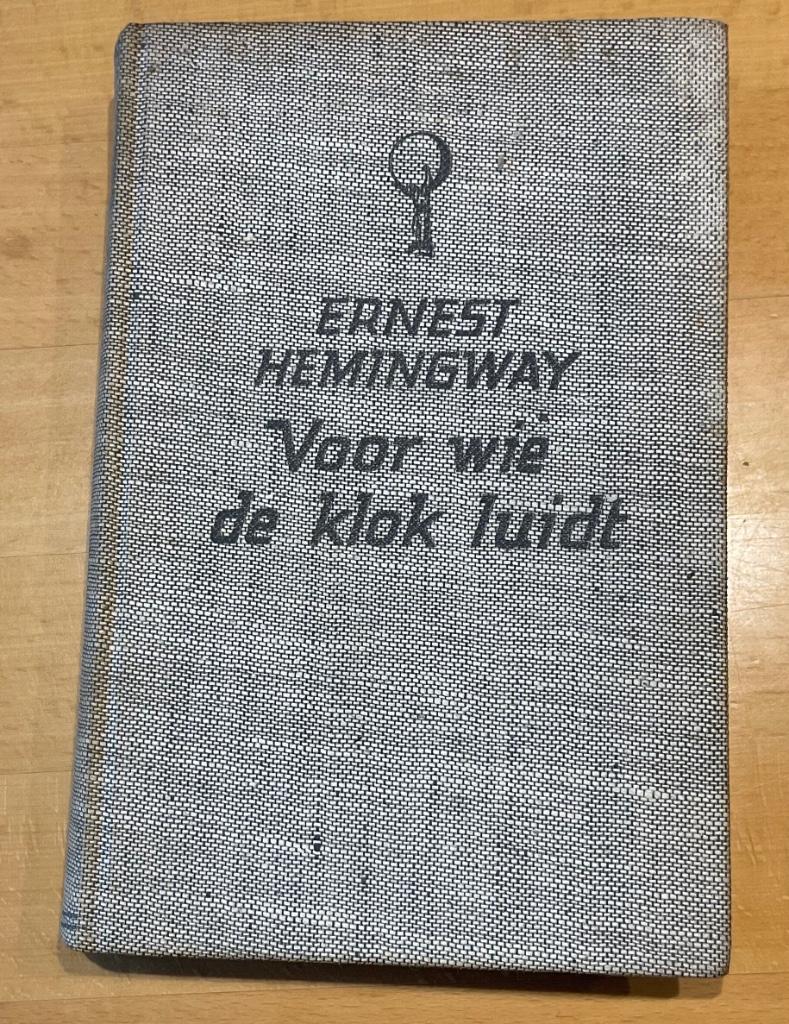 ERNEST
HEMINGWAY
Voor wie
de klok luidt